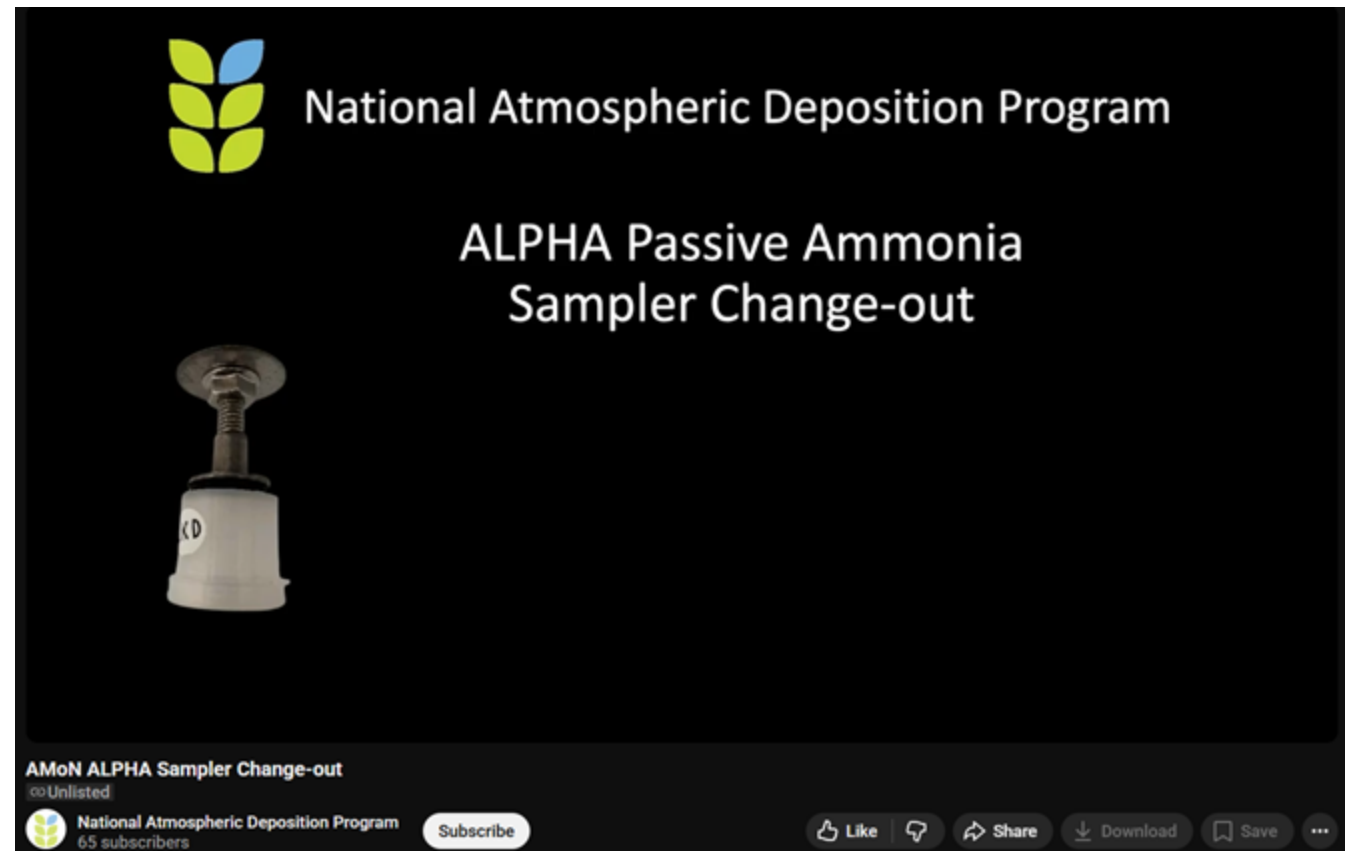 National Atmospheric Deposition Program
ALPHA Passive Ammonia
Sampler Change-out
KD
AMoN ALPHA Sampler Change-out
Unlisted
National Atmospheric Deposition Program
65 subscribers
Subscribe
Like
Share
Download
Save